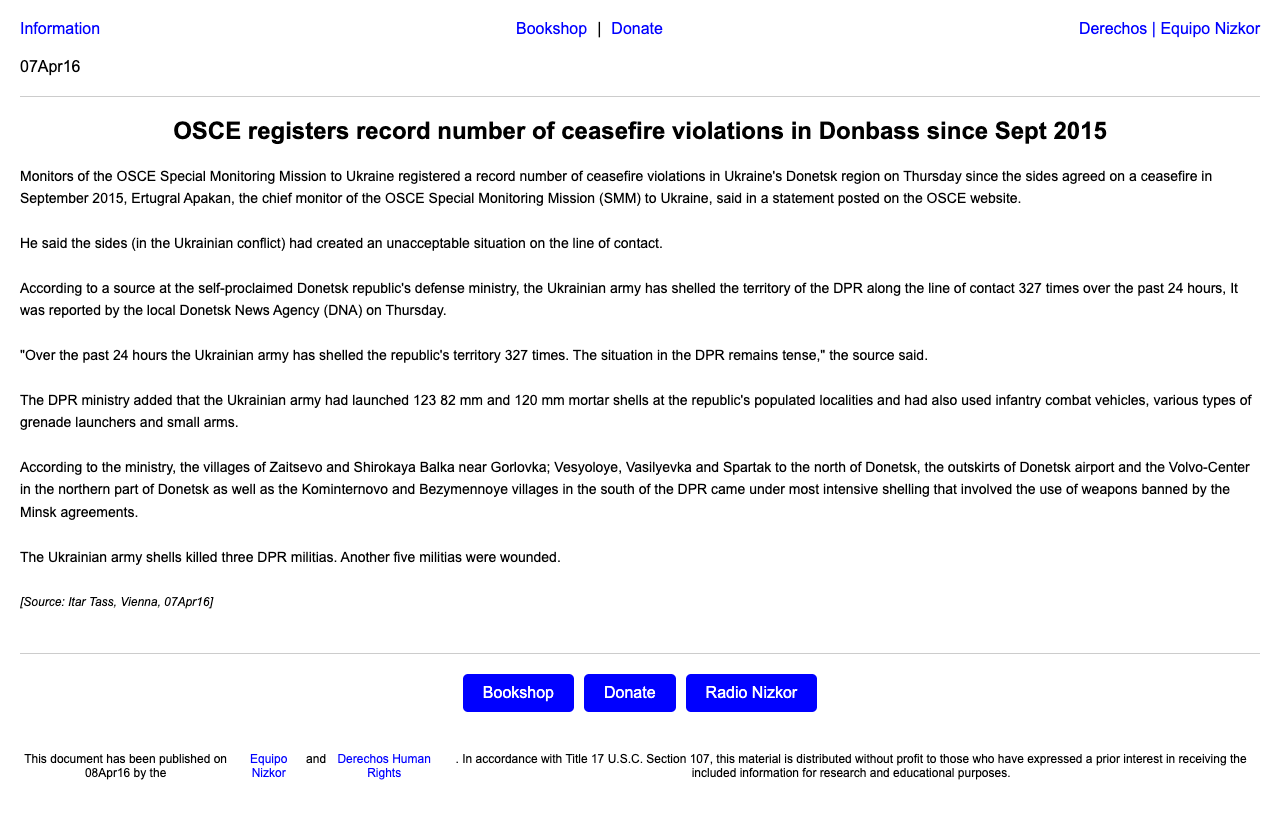 Information
Bookshop | Donate
Derechos | Equipo Nizkor
07Apr16
OSCE registers record number of ceasefire violations in Donbass since Sept 2015
Monitors of the OSCE Special Monitoring Mission to Ukraine registered a record number of ceasefire violations in Ukraine's Donetsk region on Thursday since the sides agreed on a ceasefire in
September 2015, Ertugral Apakan, the chief monitor of the OSCE Special Monitoring Mission (SMM) to Ukraine, said in a statement posted on the OSCE website.
He said the sides (in the Ukrainian conflict) had created an unacceptable situation on the line of contact.
According to a source at the self-proclaimed Donetsk republic's defense ministry, the Ukrainian army has shelled the territory of the DPR along the line of contact 327 times over the past 24 hours, It
was reported by the local Donetsk News Agency (DNA) on Thursday.
"Over the past 24 hours the Ukrainian army has shelled the republic's territory 327 times. The situation in the DPR remains tense," the source said.
The DPR ministry added that the Ukrainian army had launched 123 82 mm and 120 mm mortar shells at the republic's populated localities and had also used infantry combat vehicles, various types of
grenade launchers and small arms.
According to the ministry, the villages of Zaitsevo and Shirokaya Balka near Gorlovka; Vesyoloye, Vasilyevka and Spartak to the north of Donetsk, the outskirts of Donetsk airport and the Volvo-Center
in the northern part of Donetsk as well as the Kominternovo and Bezymennoye villages in the south of the DPR came under most intensive shelling that involved the use of weapons banned by the
Minsk agreements.
The Ukrainian army shells killed three DPR militias. Another five militias were wounded.
[Source: Itar Tass, Vienna, 07Apr16]
Bookshop
Donate
Radio Nizkor
This document has been published on
08Apr16 by the
Equipo
Nizkor
and
Derechos Human
Rights
. In accordance with Title 17 U.S.C. Section 107, this material is distributed without profit to those who have expressed a prior interest in receiving the
included information for research and educational purposes.